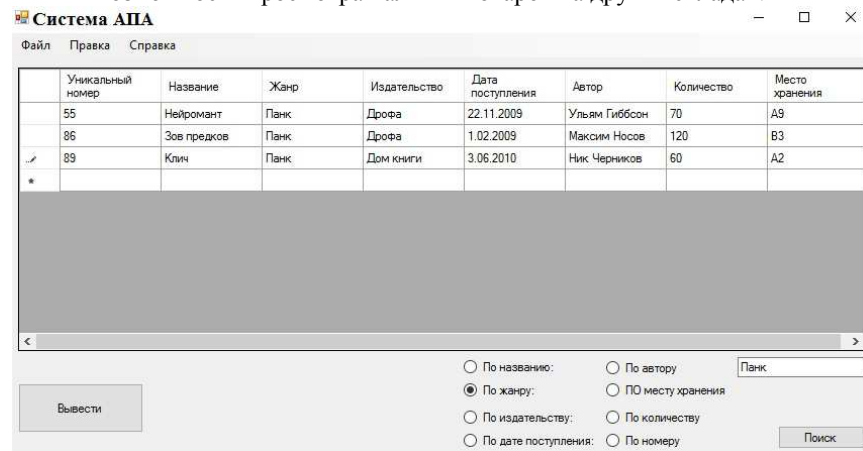 Система АПА
Файл Правка Справка
Уникальный номер Название Жанр Издательство Дата поступления Автор Количество Место хранения
55 Нейромант Панк Дрофа 22.11.2009 Ульям Гиббсон 70 А9
86 Зов предков Панк Дрофа 1.02.2009 Максим Носов 120 В3
89 Клич Панк Дом книги 3.06.2010 Ник Черников 60 А2
По названию: По автору Панк
По жанру: ПО месту хранения
Вывести
По издательству: По количеству
По дате поступления: По номеру Поиск